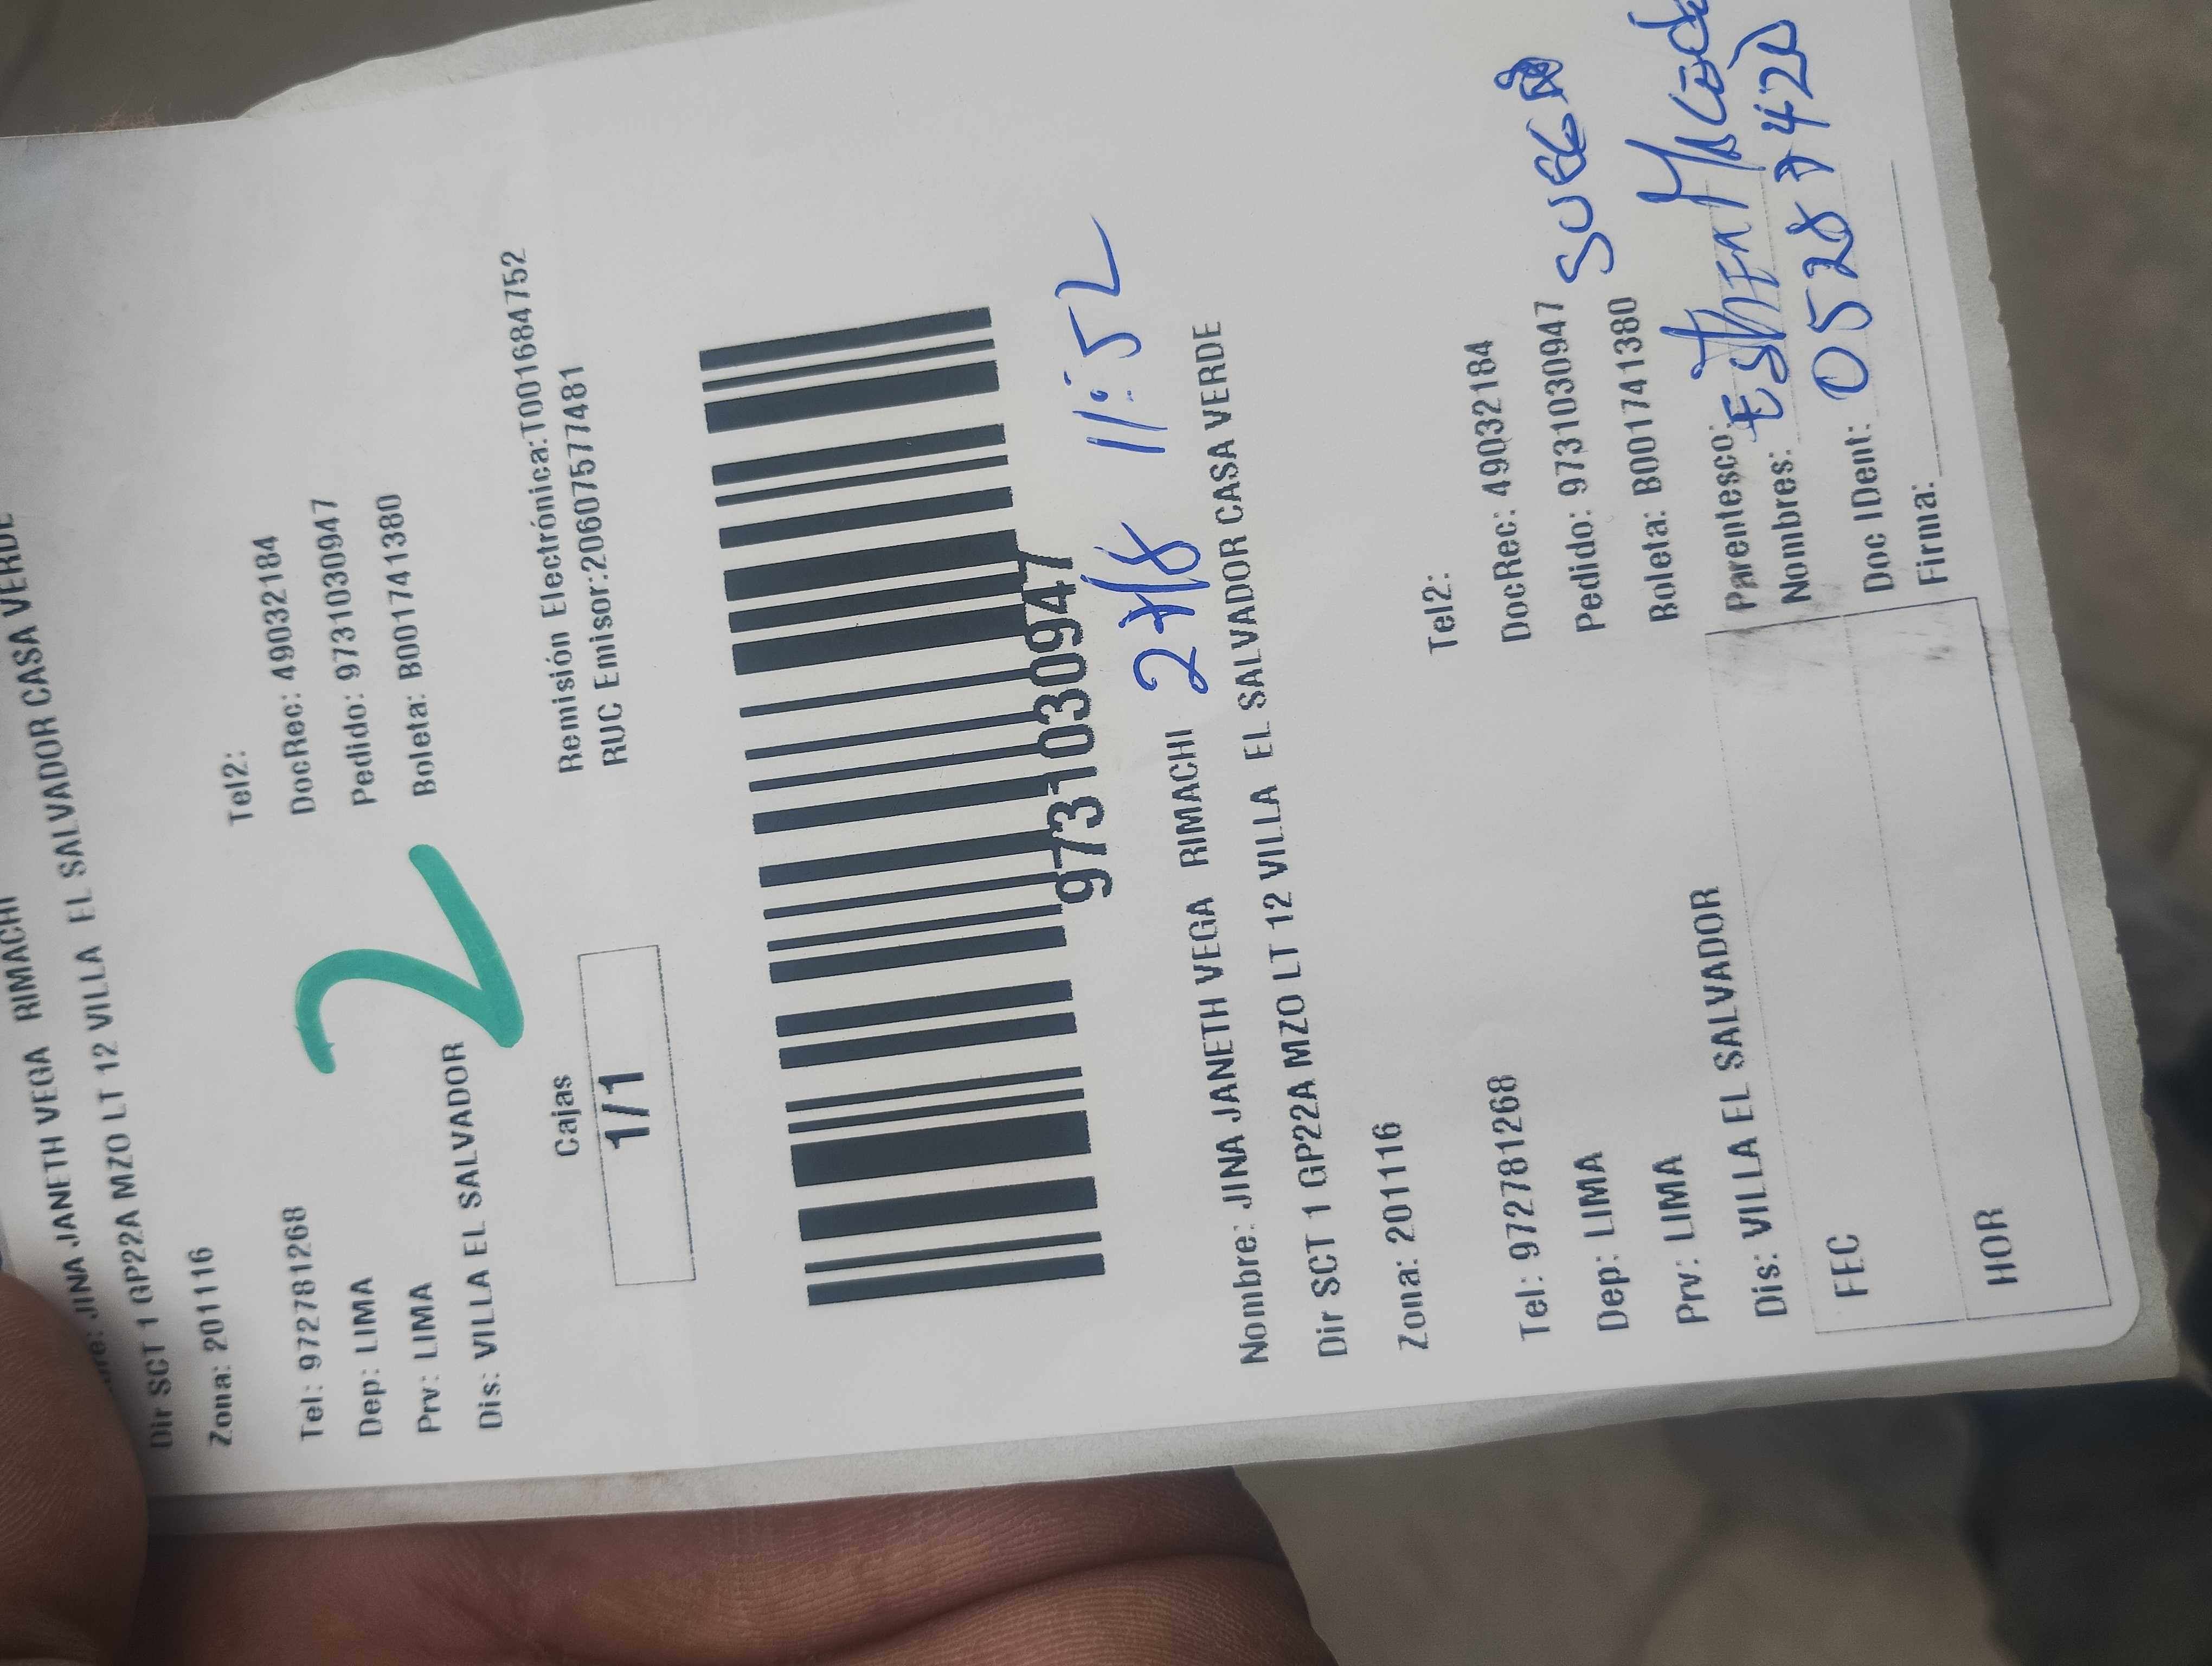 JINA JANETH VEGA RIMACHI
Dir SCT 1 GP22A MZO LT 12 VILLA EL SALVADOR CASA VERDE
Zona: 201116
Tel2:
Tel: 972781268 DocRec: 49032184
Dep: LIMA Pedido: 9731030947
Prv: LIMA Boleta: B001741380
Dis: VILLA EL SALVADOR
2
Cajas Remisión Electrónica:T001684752
1/1 RUC Emisor:20607577481
9731030947
11:52
Nombre: JINA JANETH VEGA RIMACHI
Dir SCT 1 GP22A MZO LT 12 VILLA EL SALVADOR CASA VERDE
Zona: 201116
Tel2:
Tel: 972781268 DocRec: 49032184
Dep: LIMA Pedido: 9731030947
Prv: LIMA Boleta: B001741380
Dis: VILLA EL SALVADOR Parentesco:
FEC Nombres:
HOR Doc IDent:
Firma: